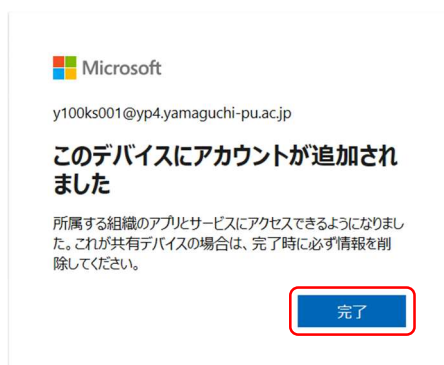 Microsoft
y100ks001@yp4.yamaguchi-pu.ac.jp
このデバイスにアカウントが追加され
ました
所属する組織のアプリとサービスにアクセスできるようになりまし
た。これが共有デバイスの場合は、完了時に必ず情報を削
除してください。
完了